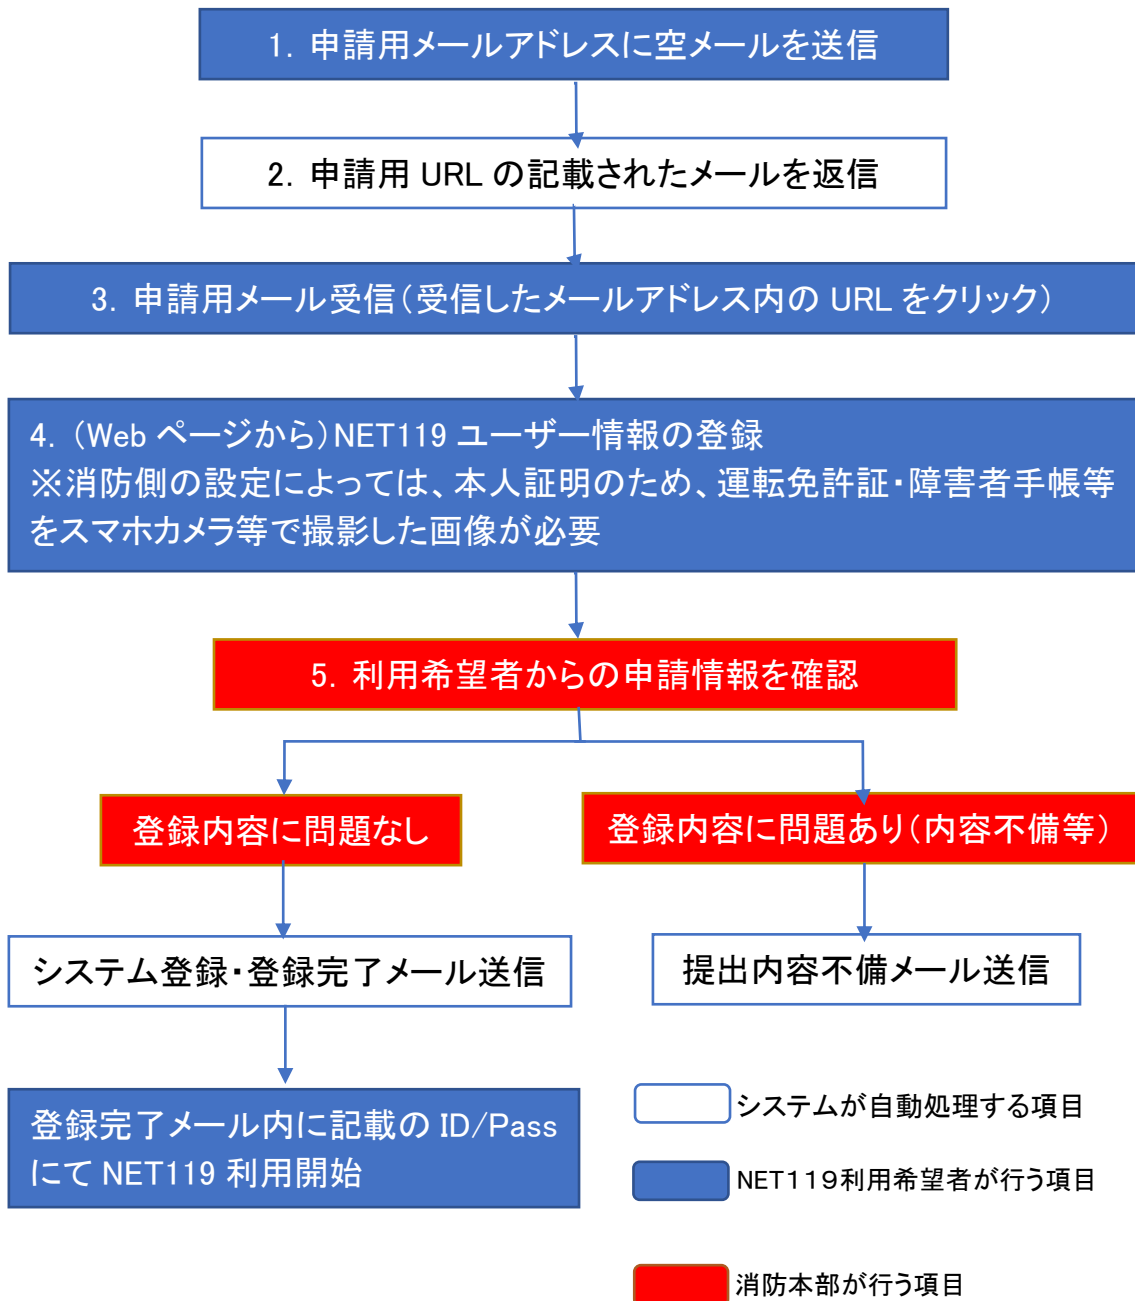 1. 申請用メールアドレスに空メールを送信
2. 申請用 URL の記載されたメールを返信
3. 申請用メール受信(受信したメールアドレス内の URL をクリック)
4. (Web ページから)NET119 ユーザー情報の登録
※消防側の設定によっては、本人証明のため、運転免許証・障害者手帳等
をスマホカメラ等で撮影した画像が必要
5. 利用希望者からの申請情報を確認
登録内容に問題なし
登録内容に問題あり(内容不備等)
システム登録・登録完了メール送信
提出内容不備メール送信
登録完了メール内に記載の ID/Pass
にて NET119 利用開始
システムが自動処理する項目
NET119利用希望者が行う項目
消防本部が行う項目